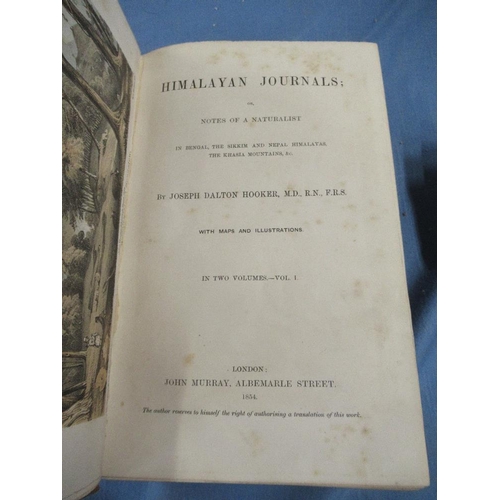 HIMALAYAN JOURNALS;
OR,
NOTES OF A NATURALIST
IN BENGAL, THE SIKKIM AND NEPAL HIMALAYAS,
THE KHASIA MOUNTAINS, &c.
BY JOSEPH DALTON HOOKER, M.D., R.N., F.R.S.
WITH MAPS AND ILLUSTRATIONS.
IN TWO VOLUMES.—VOL. I.
LONDON:
JOHN MURRAY, ALBEMARLE STREET.
1854.
The author reserves to himself the right of authorising a translation of this work.